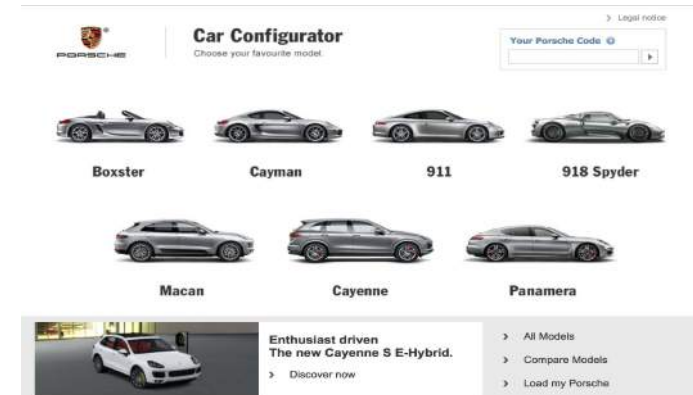 Legal notice
PORSCHE
Car Configurator
Choose your favourite model.
Your Porsche Code
Boxster
Cayman
911
918 Spyder
Macan
Cayenne
Panamera
Enthusiast driven
The new Cayenne S E-Hybrid.
Discover now
All Models
Compare Models
Load my Porsche